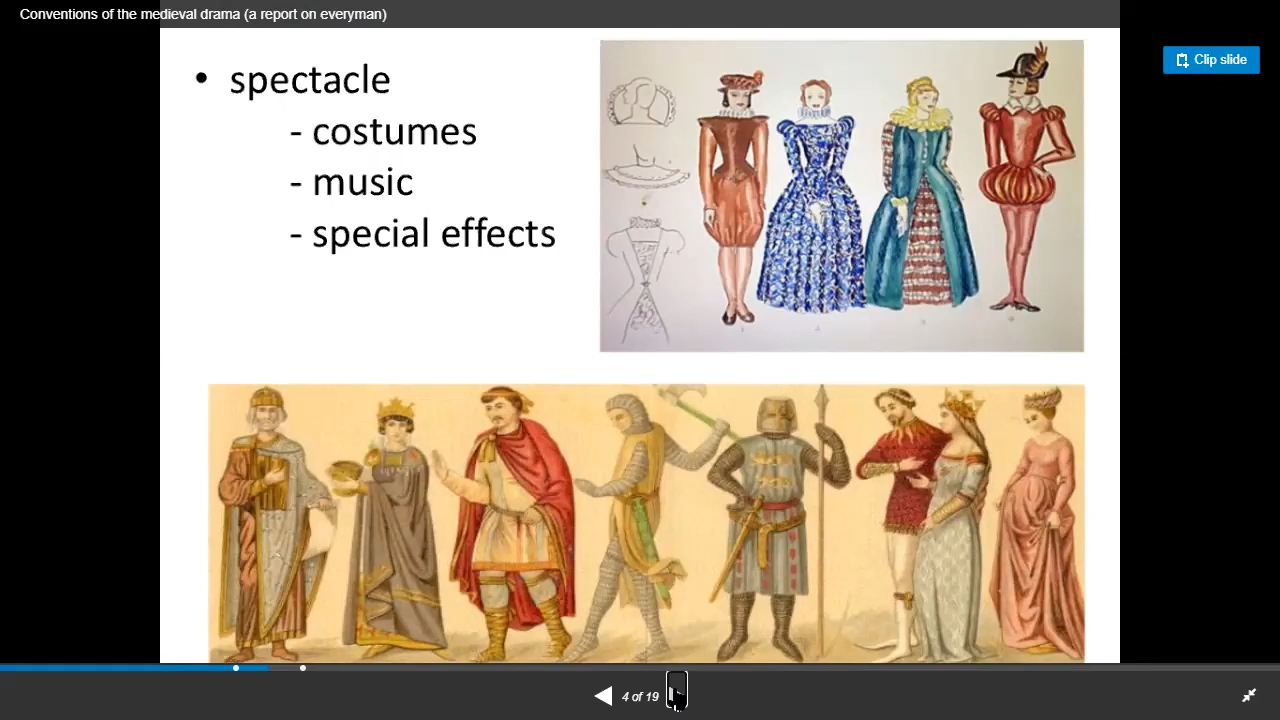 Conventions of the medieval drama (a report on everyman)
Clip slide
• spectacle
- costumes
- music
- special effects
4 of 19